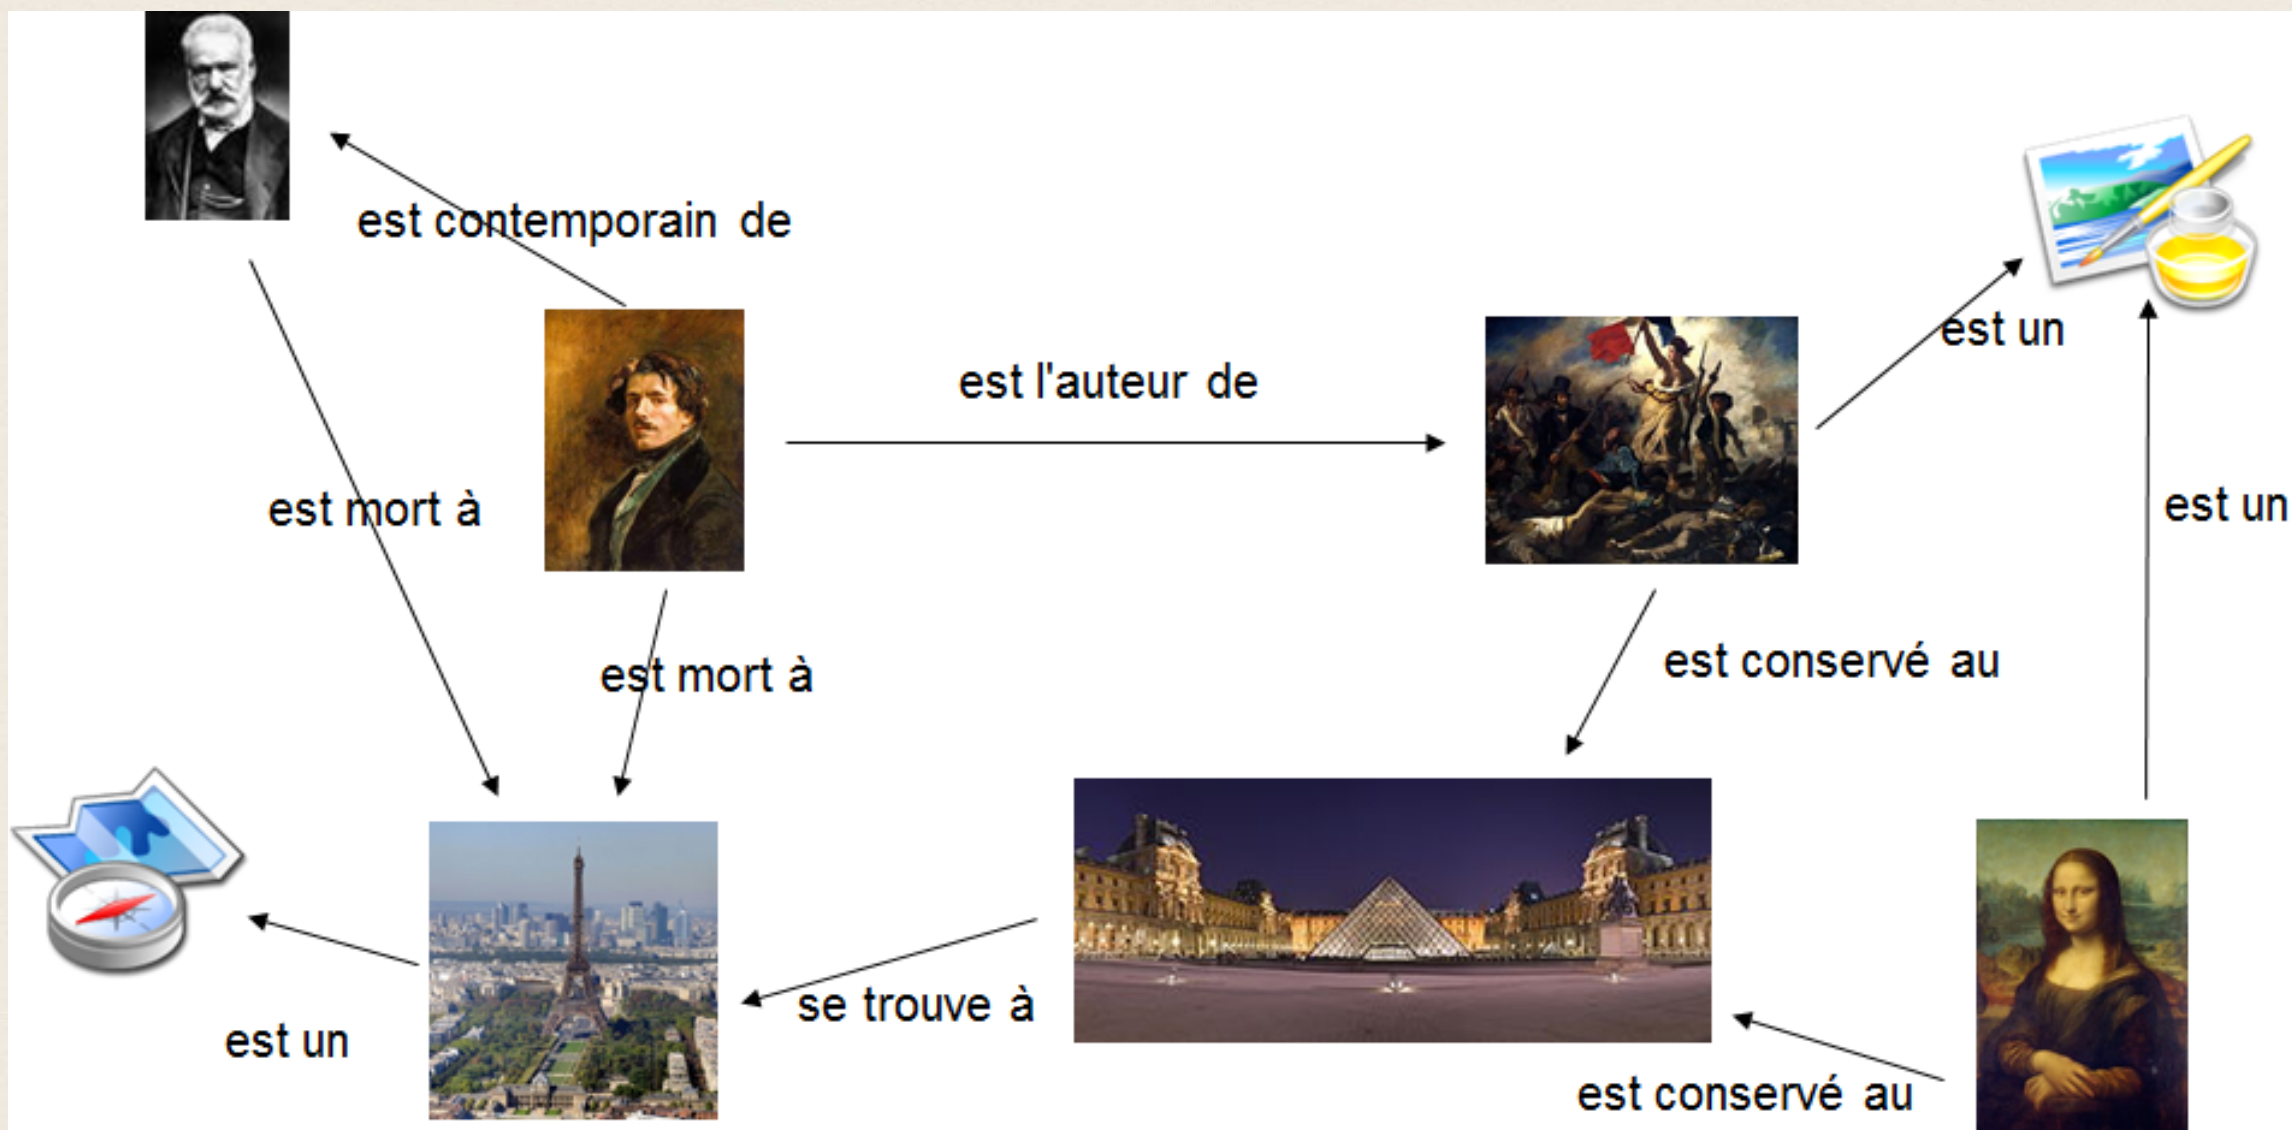 est contemporain de
est un
est l'auteur de
est mort à
est un
est conservé au
est mort à
se trouve à
est un
est conservé au